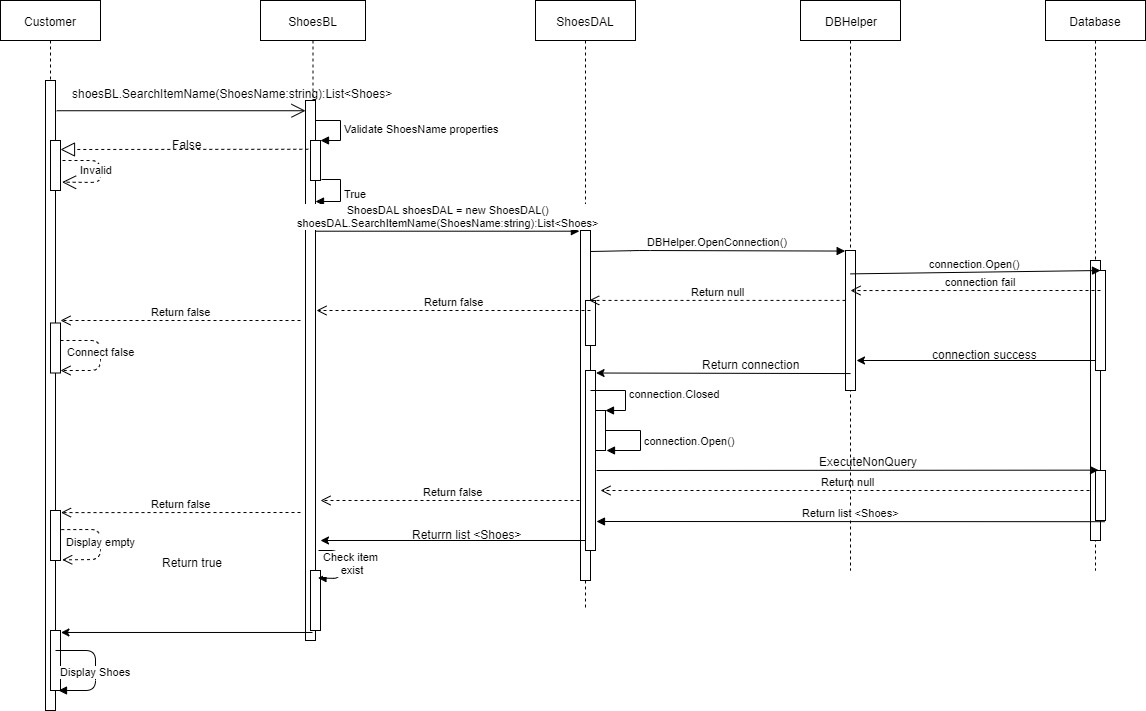 Customer
ShoesBL
ShoesDAL
DBHelper
Database
shoesBL.SearchItemName(ShoesName:string):List<Shoes>
Validate ShoesName properties
False
Invalid
True
ShoesDAL shoesDAL = new ShoesDAL()
shoesDAL.SearchItemName(ShoesName:string):List<Shoes>
DBHelper.OpenConnection()
connection.Open()
connection fail
Return null
Return false
Return false
Connect false
connection success
Return connection
connection.Closed
connection.Open()
ExecuteNonQuery
Return null
Return false
Return false
Return list <Shoes>
Returrn list <Shoes>
Display empty
Check item
exist
Return true
Display Shoes